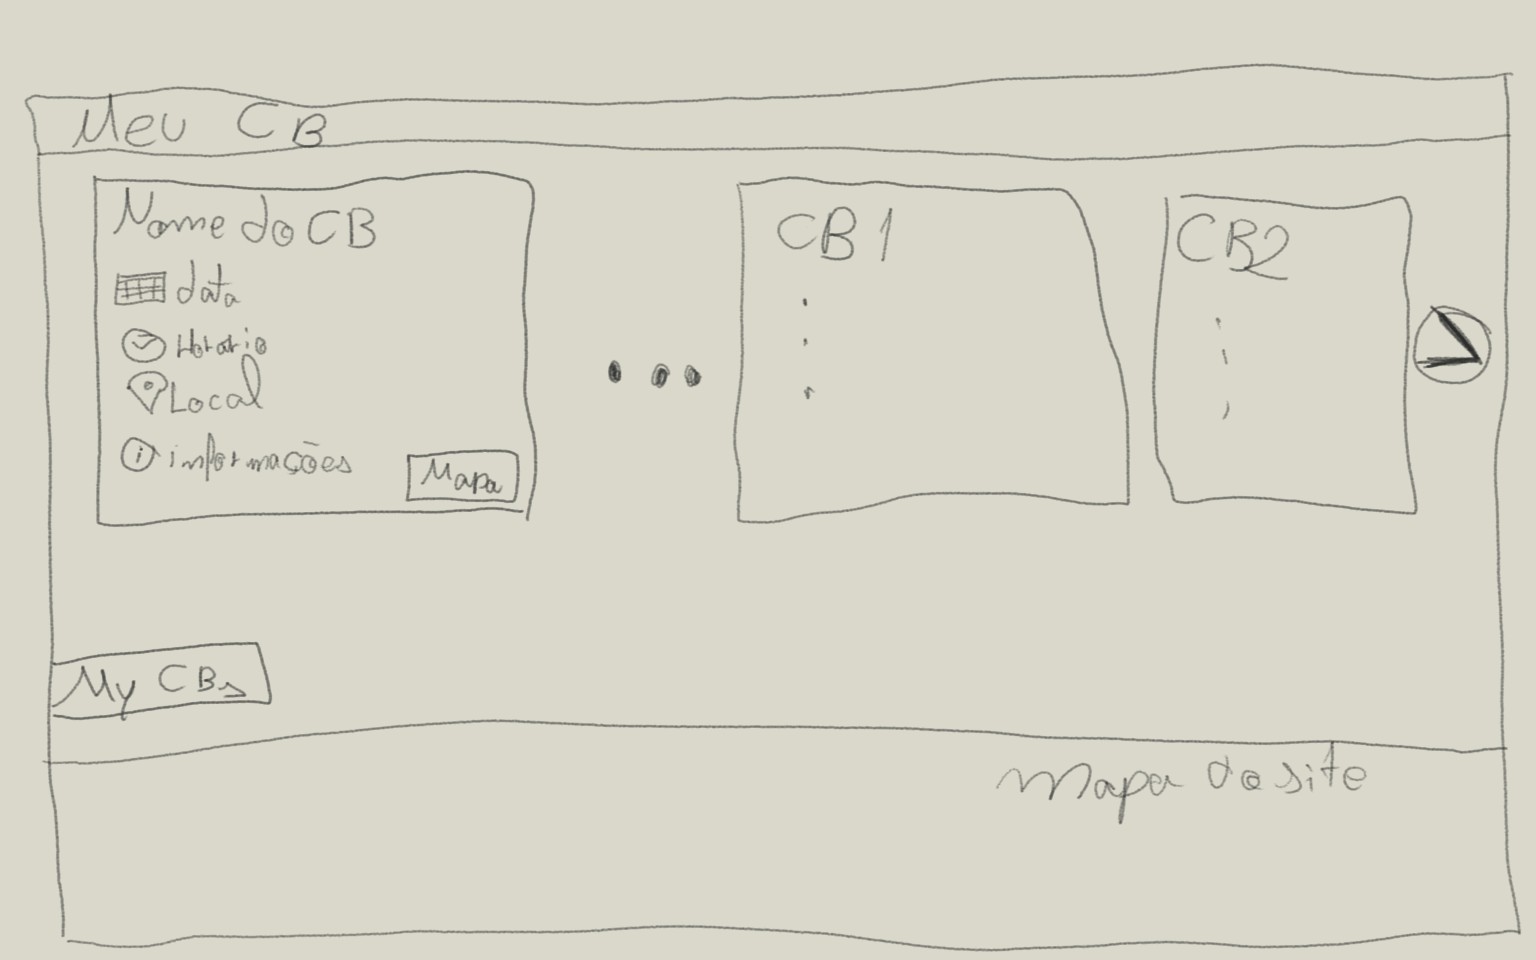 Meu CB
Nome do CB
data
Horario
Local
i informações
Mapa
CB1
CB2
My CBs
Mapa do site